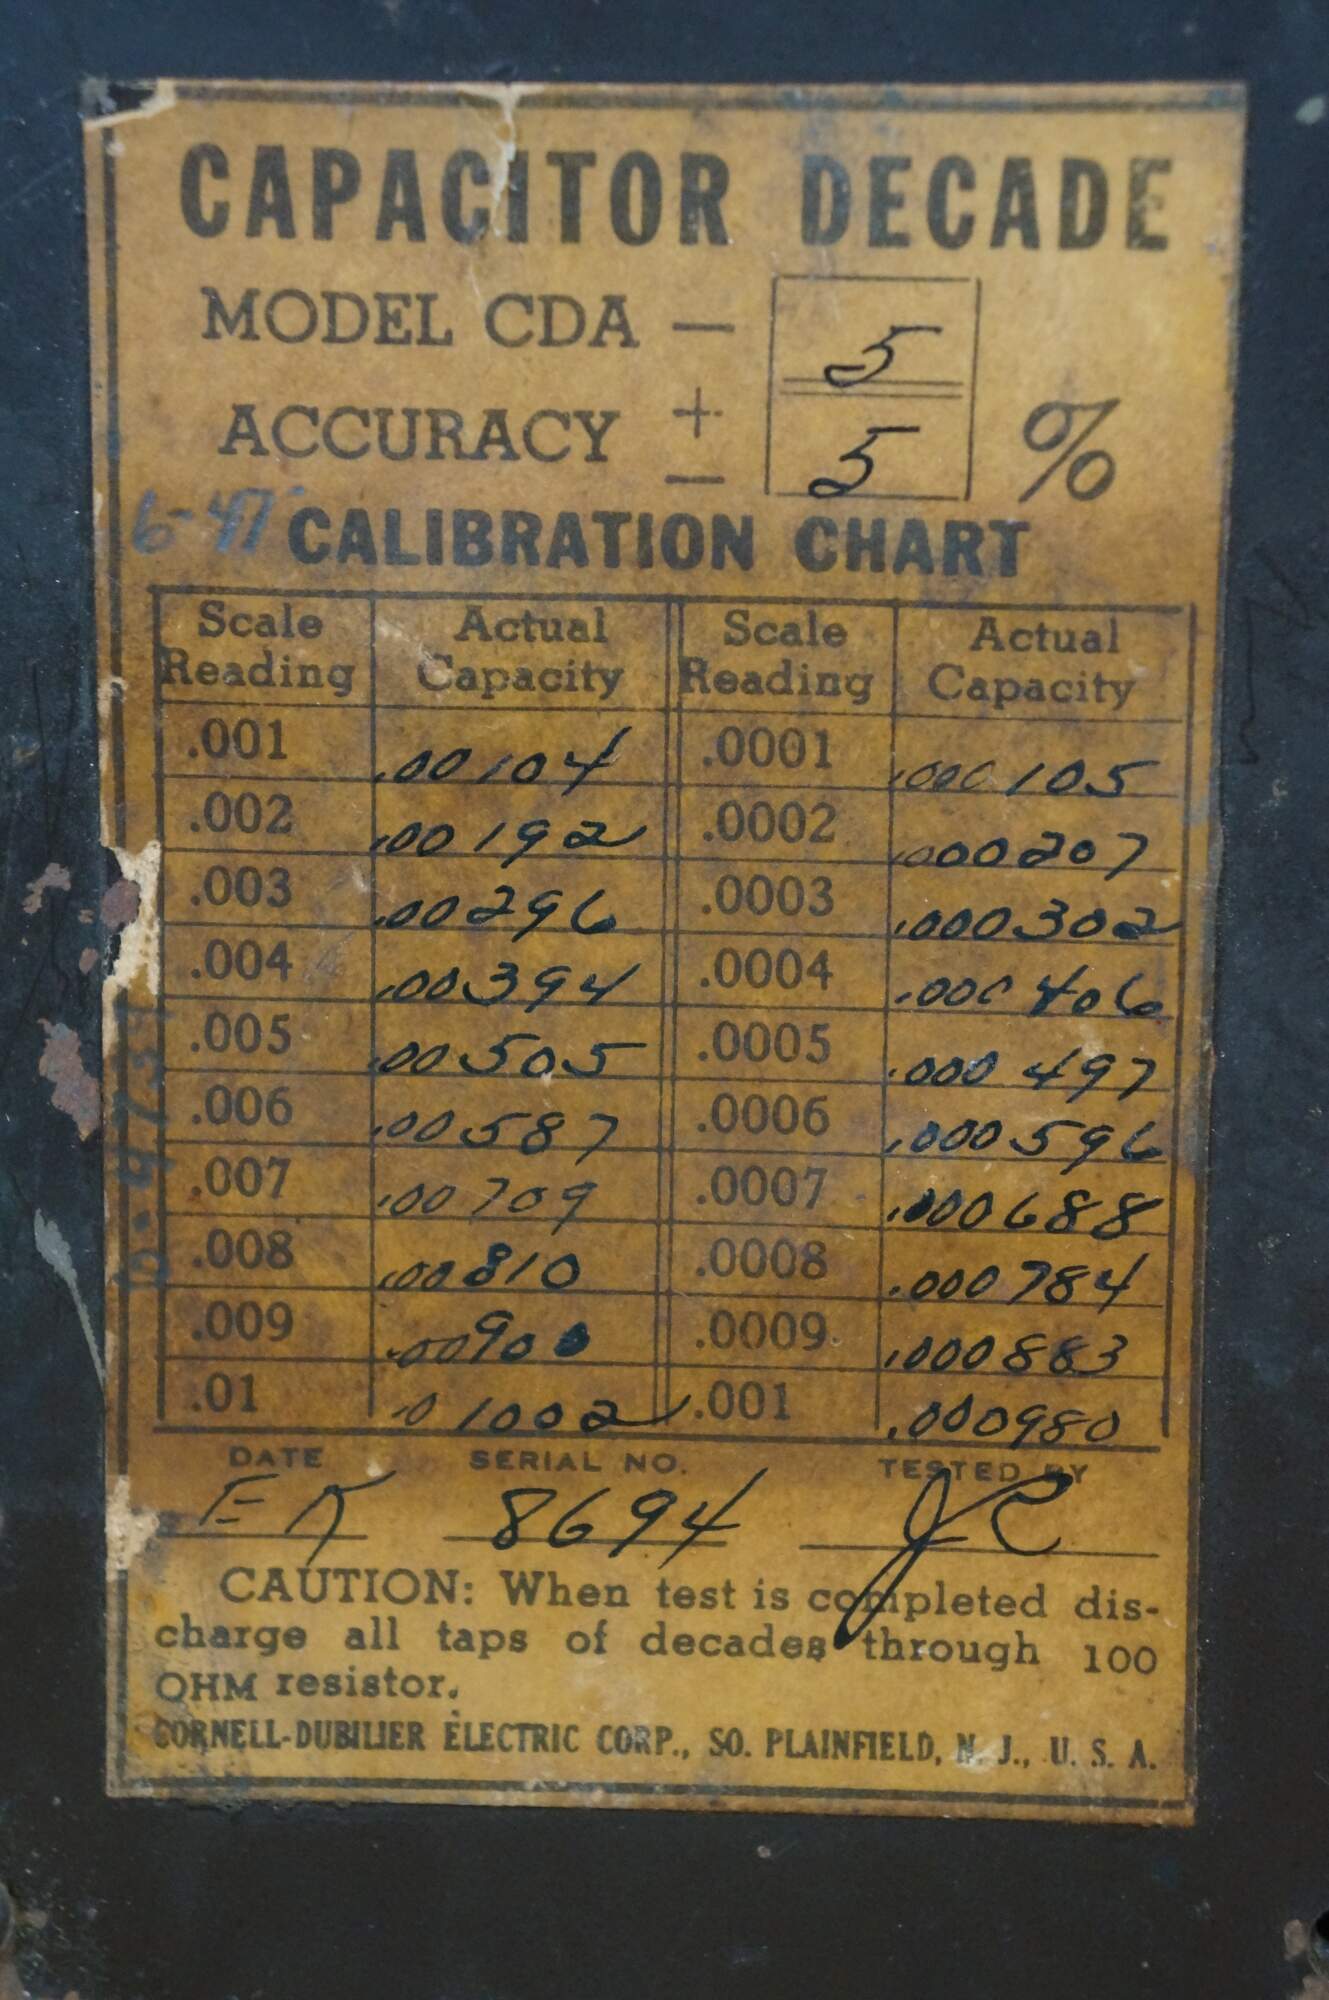 CAPACITOR DECADE
MODEL CDA — 5
ACCURACY ± 5 %
6-47
CALIBRATION CHART
Scale Reading Actual Capacity Scale Reading Actual Capacity
.001 .00104 .0001 .000105
.002 .00192 .0002 .000207
.003 .00296 .0003 .000302
.004 .00394 .0004 .000406
.005 .00505 .0005 .000497
.006 .00587 .0006 .000596
.007 .00709 .0007 .000688
.008 .00810 .0008 .000784
.009 .00900 .0009 .000883
.01 .01002 .001 .000980
DATE SERIAL NO. TESTED BY
EK 8694
CAUTION: When test is completed dis-
charge all taps of decades through 100
OHM resistor.
CORNELL-DUBILIER ELECTRIC CORP., SO. PLAINFIELD, N. J., U. S. A.